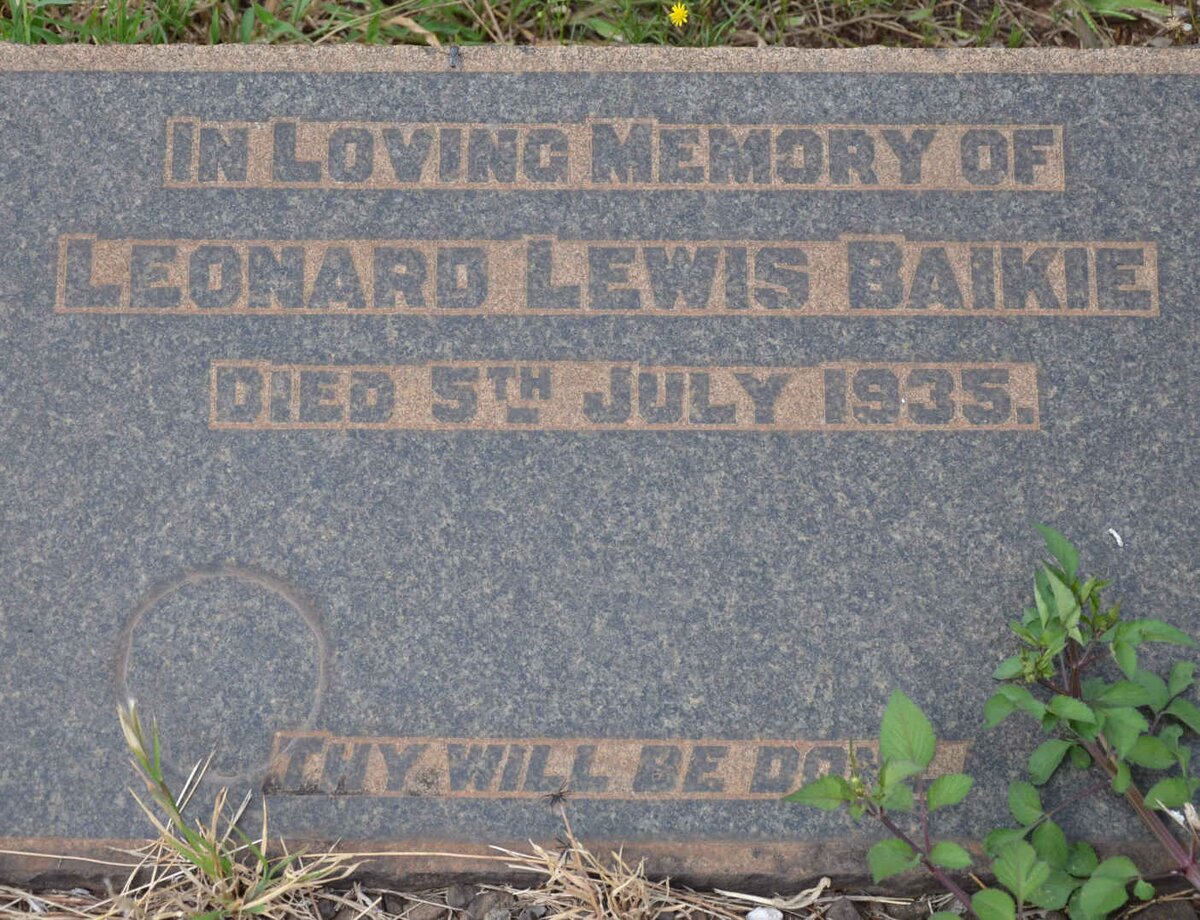 IN LOVING MEMORY OF
LEONARD LEWIS BAIKIE
DIED 5TH JULY 1935.
THY WILL BE